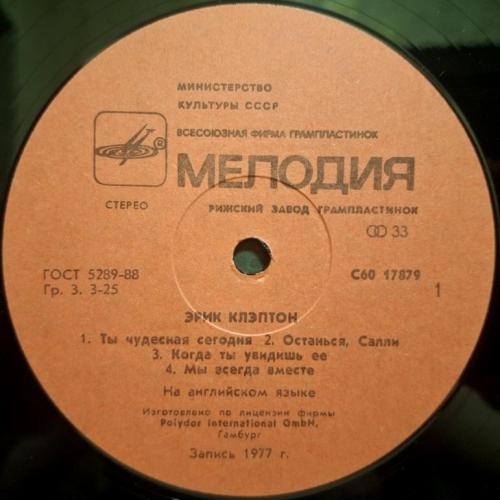 МИНИСТЕРСТВО
КУЛЬТУРЫ СССР
ВСЕСОЮЗНАЯ ФИРМА ГРАМПЛАСТИНОК
®
МЕЛОДИЯ
СТЕРЕО
РИЖСКИЙ ЗАВОД ГРАМПЛАСТИНОК
33
ГОСТ 5289-88
Гр. 3. 3-25
С60 17879
1
ЭРИК КЛЭПТОН
1. Ты чудесная сегодня 2. Останься, Салли
3. Когда ты увидишь ее
4. Мы всегда вместе
На английском языке
Изготовлено по лицензии фирмы
Polydor International GmbH,
Гамбург
Запись 1977 г.